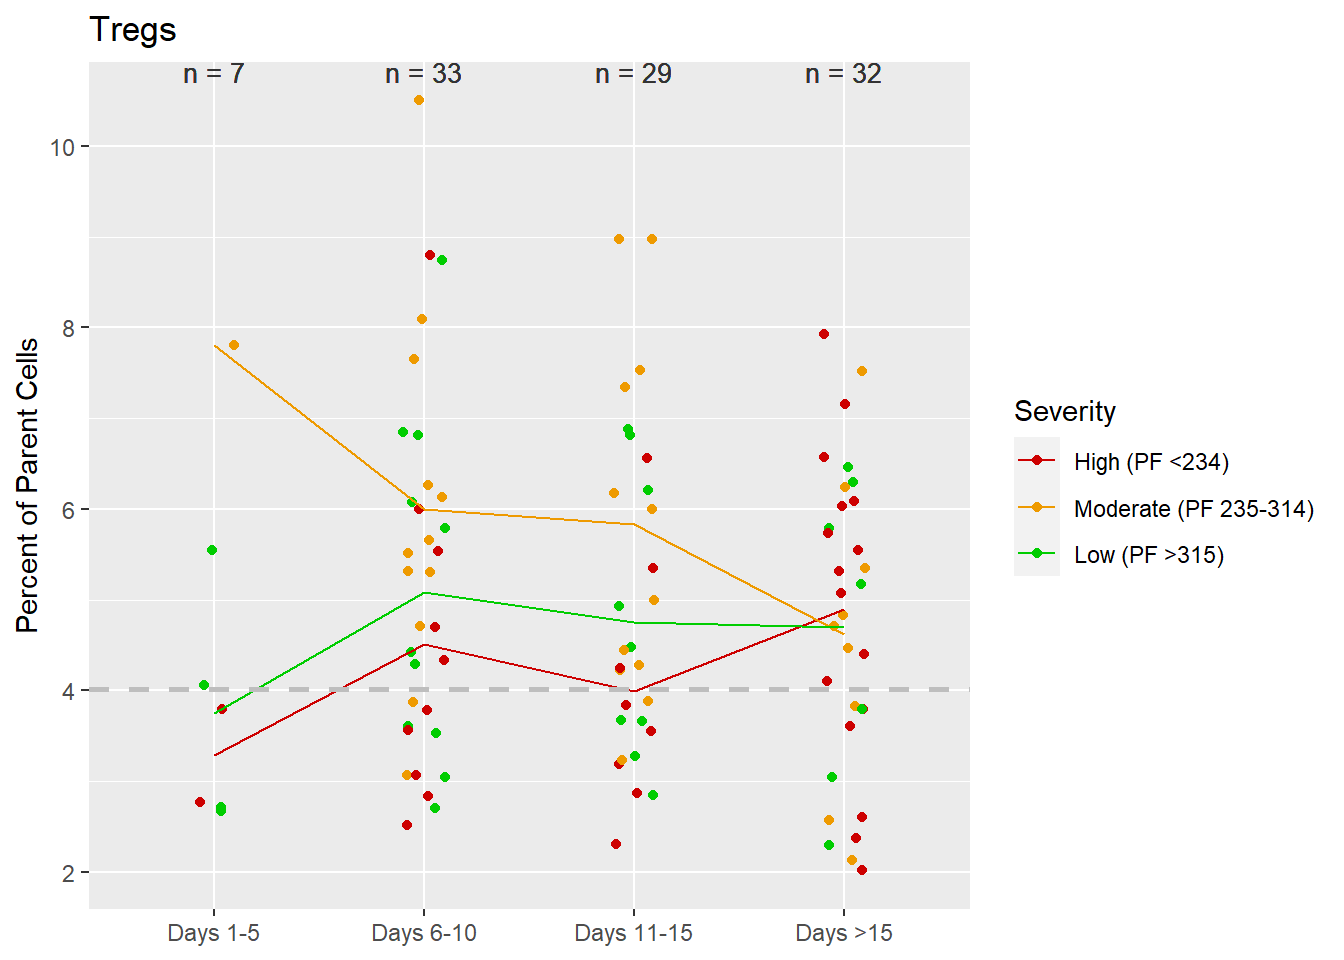 Tregs
n = 7
n = 33
n = 29
n = 32
10
8
6
4
2
Percent of Parent Cells
Days 1-5
Days 6-10
Days 11-15
Days >15
Severity
High (PF <234)
Moderate (PF 235-314)
Low (PF >315)